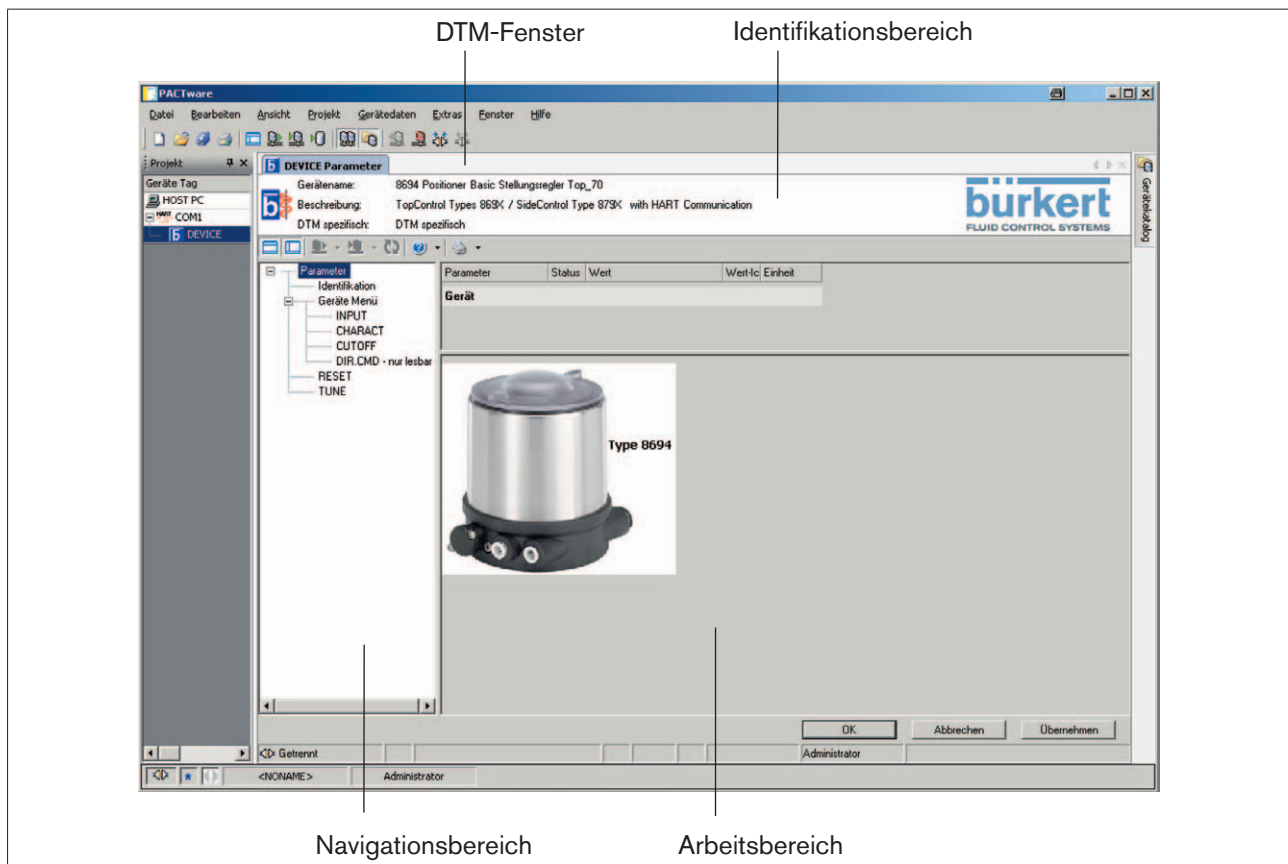 DTM-Fenster
Identifikationsbereich
PACTware
Datei Bearbeiten Ansicht Projekt Gerätedaten Extras Fenster Hilfe
Projekt
Geräte Tag
HOST PC
HART COM1
DEVICE
DEVICE Parameter
Gerätename: 8694 Positioner Basic Stellungsregler Top_70
Beschreibung: TopControl Types 869X / SideControl Type 879X with HART Communication
DTM spezifisch: DTM spezifisch
bürkert
FLUID CONTROL SYSTEMS
Gerätekatalog
Parameter
Identifikation
Geräte Menü
INPUT
CHARACT
CUTOFF
DIR.CMD - nur lesbar
RESET
TUNE
Parameter Status Wert Wert-Ic Einheit
Gerät
Type 8694
OK Abbrechen Übernehmen
Getrennt Administrator
<NONAME> Administrator
Navigationsbereich
Arbeitsbereich